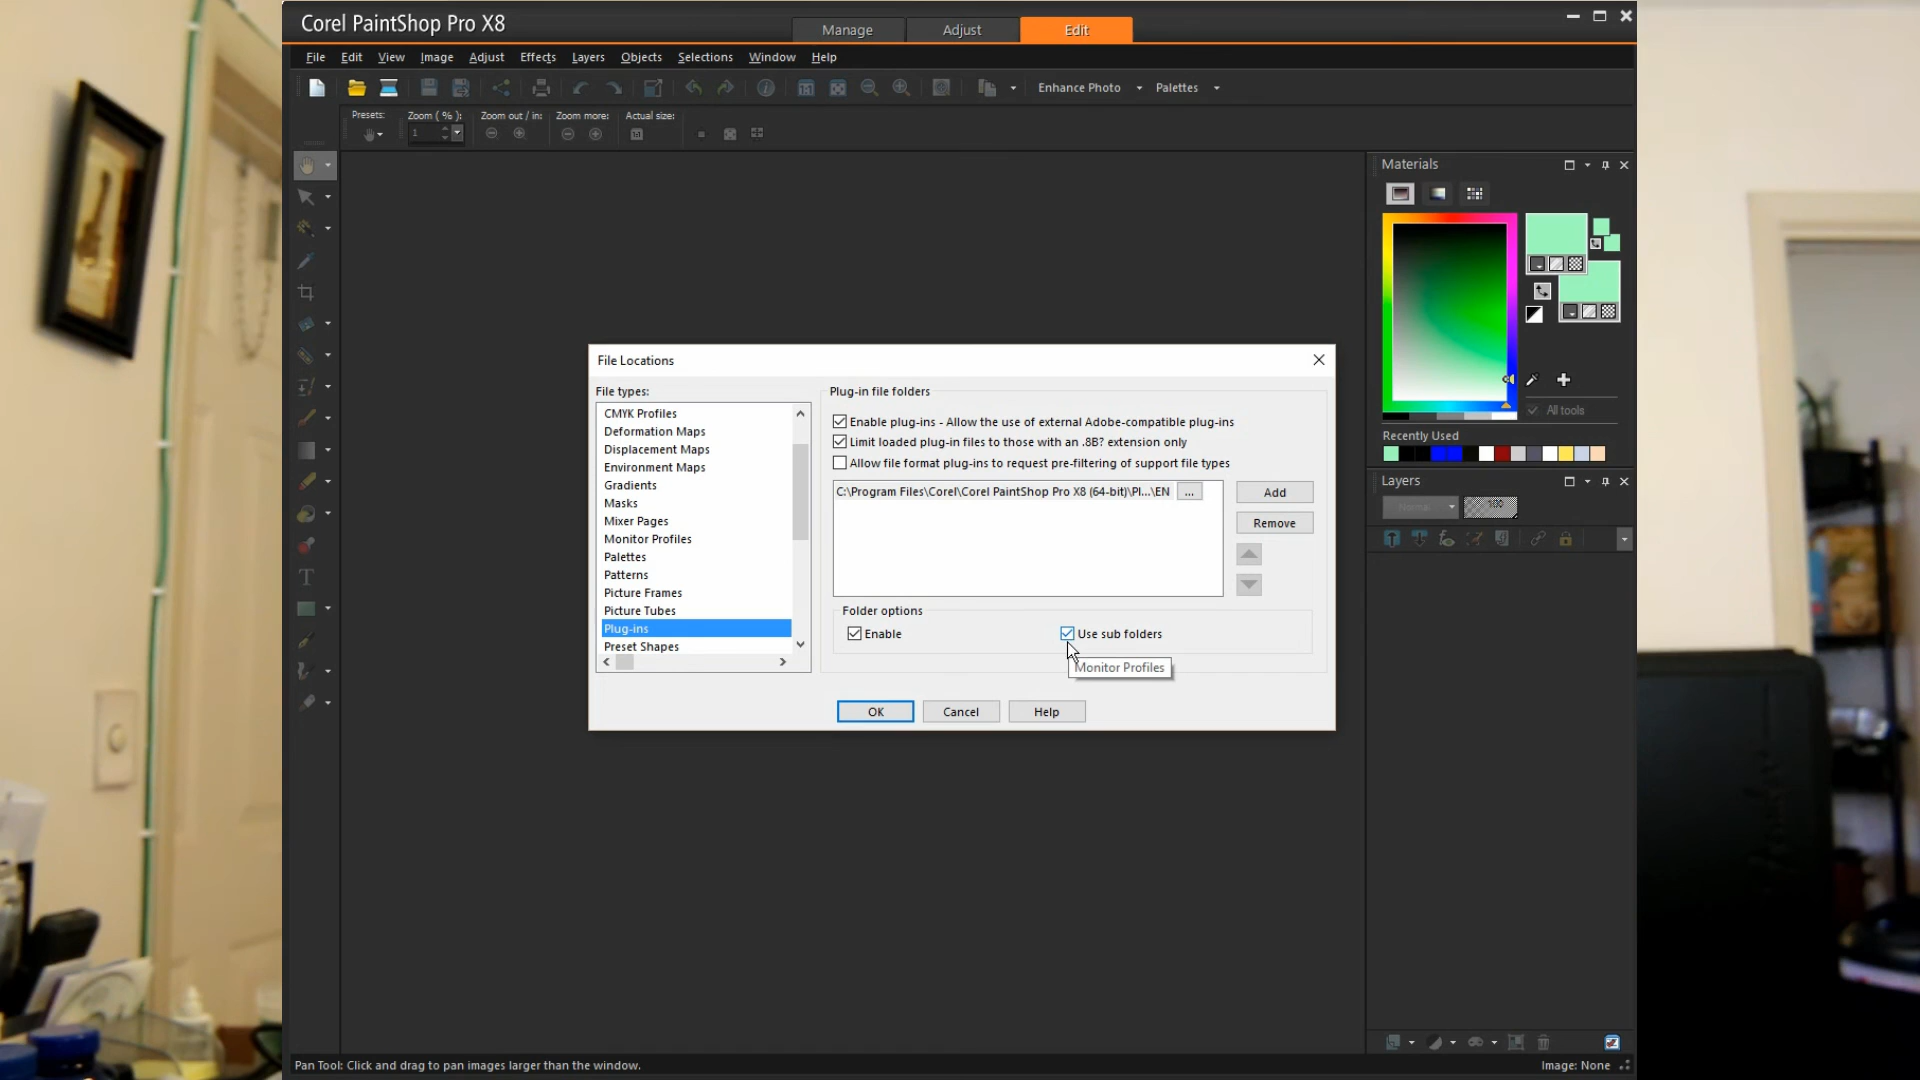 Corel PaintShop Pro X8
Manage
Adjust
Edit
File Edit View Image Adjust Effects Layers Objects Selections Window Help
Enhance Photo
Palettes
Presets:
Zoom ( % ):
Zoom out / in:
Zoom more:
Actual size:
1
Materials
All tools
Recently Used
Layers
Normal
100
File Locations
File types:
CMYK Profiles
Deformation Maps
Displacement Maps
Environment Maps
Gradients
Masks
Mixer Pages
Monitor Profiles
Palettes
Patterns
Picture Frames
Picture Tubes
Plug-ins
Preset Shapes
Plug-in file folders
Enable plug-ins - Allow the use of external Adobe-compatible plug-ins
Limit loaded plug-in files to those with an .8B? extension only
Allow file format plug-ins to request pre-filtering of support file types
C:\Program Files\Corel\Corel PaintShop Pro X8 (64-bit)\Pl...\EN
...
Add
Remove
Folder options
Enable
Use sub folders
Monitor Profiles
OK
Cancel
Help
Pan Tool: Click and drag to pan images larger than the window.
Image: None